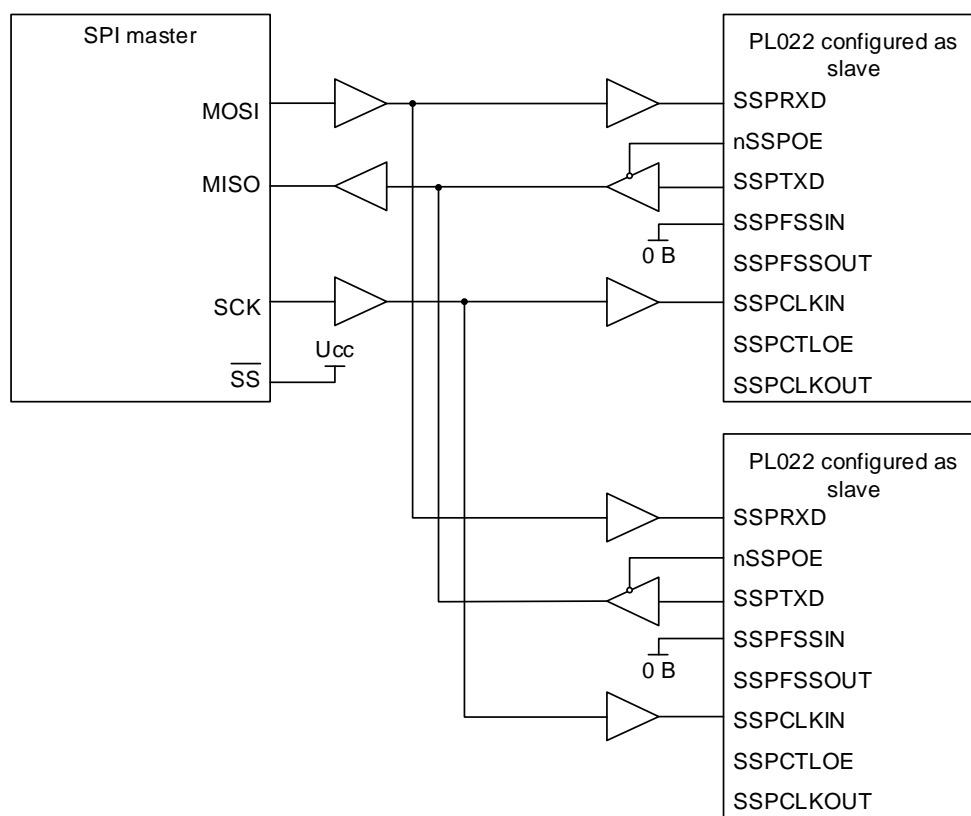 SPI master
MOSI
MISO
SCK
Ucc
SS
PL022 configured as
slave
SSPRXD
nSSPOE
SSPTXD
SSPFSSIN
0 В
SSPFSSOUT
SSPCLKIN
SSPCTLOE
SSPCLKOUT
PL022 configured as
slave
SSPRXD
nSSPOE
SSPTXD
SSPFSSIN
0 В
SSPFSSOUT
SSPCLKIN
SSPCTLOE
SSPCLKOUT